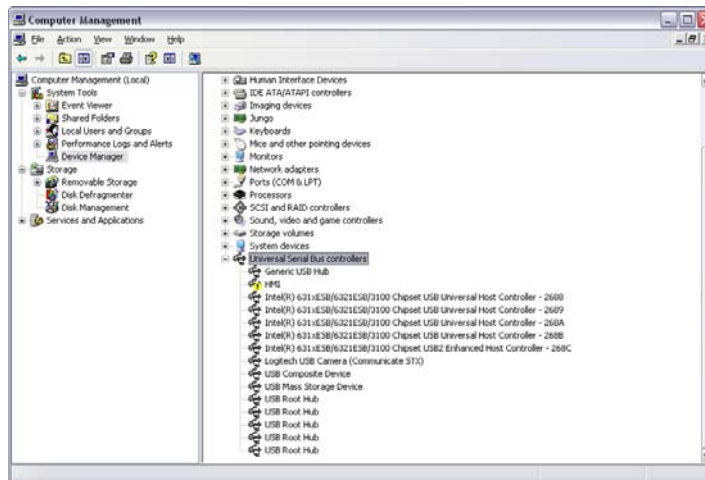 Computer Management
File Action View Window Help
Computer Management (Local)
System Tools
Event Viewer
Shared Folders
Local Users and Groups
Performance Logs and Alerts
Device Manager
Storage
Removable Storage
Disk Defragmenter
Disk Management
Services and Applications
Human Interface Devices
IDE ATA/ATAPI controllers
Imaging devices
Jungo
Keyboards
Mice and other pointing devices
Monitors
Network adapters
Ports (COM & LPT)
Processors
SCSI and RAID controllers
Sound, video and game controllers
Storage volumes
System devices
Universal Serial Bus controllers
Generic USB Hub
HMI
Intel(R) 631xESB/6321ESB/3100 Chipset USB Universal Host Controller - 2688
Intel(R) 631xESB/6321ESB/3100 Chipset USB Universal Host Controller - 2689
Intel(R) 631xESB/6321ESB/3100 Chipset USB Universal Host Controller - 268A
Intel(R) 631xESB/6321ESB/3100 Chipset USB Universal Host Controller - 268B
Intel(R) 631xESB/6321ESB/3100 Chipset USB2 Enhanced Host Controller - 268C
Logitech USB Camera (Communicate STX)
USB Composite Device
USB Mass Storage Device
USB Root Hub
USB Root Hub
USB Root Hub
USB Root Hub
USB Root Hub